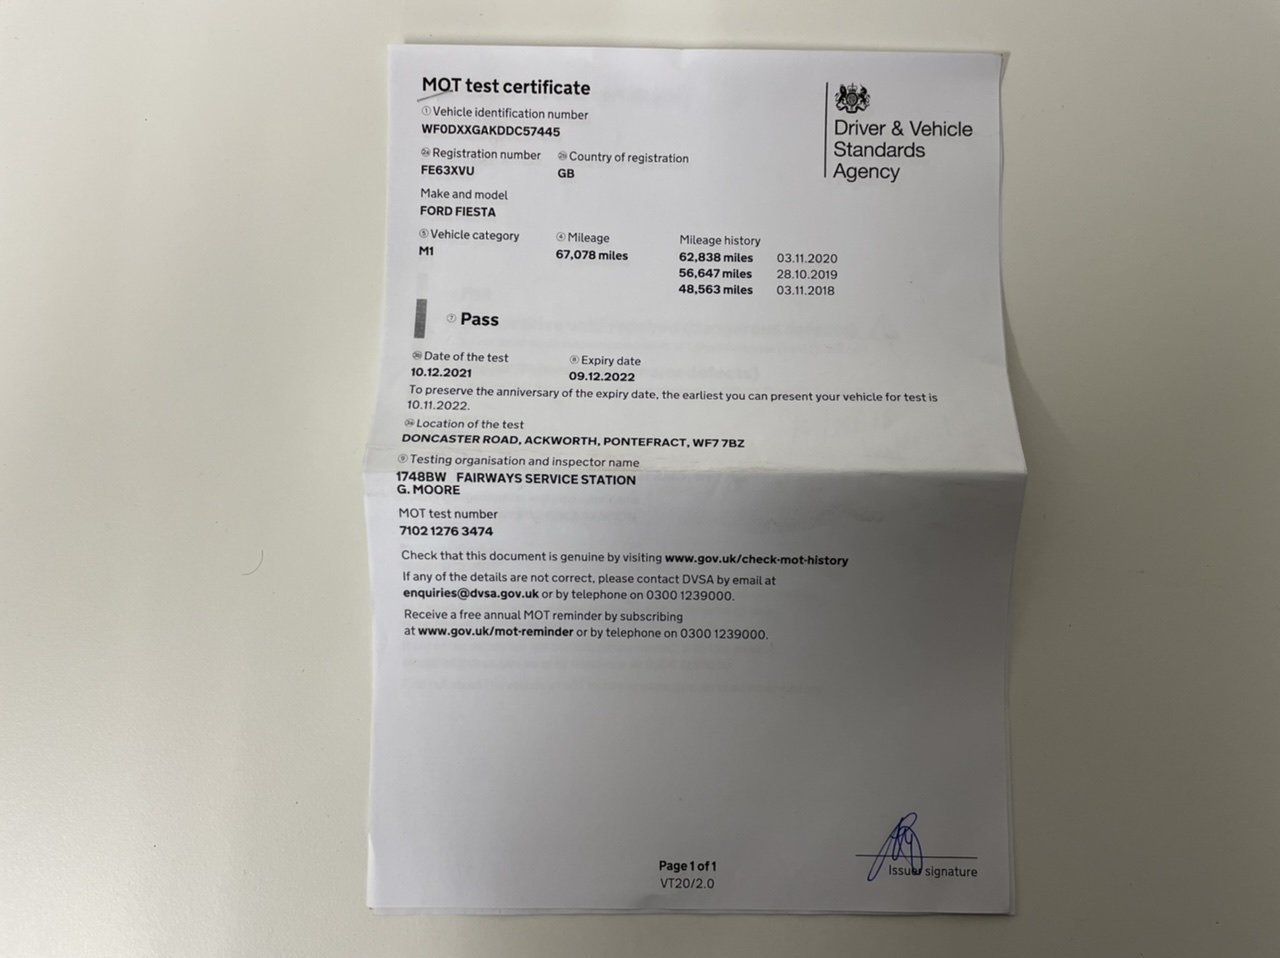 MOT test certificate
Driver & Vehicle
Standards
Agency
① Vehicle identification number
WF0DXXGAKDDC57445
2a Registration number 2b Country of registration
FE63XVU GB
Make and model
FORD FIESTA
⑤ Vehicle category ④ Mileage Mileage history
M1 67,078 miles 62,838 miles 03.11.2020
56,647 miles 28.10.2019
48,563 miles 03.11.2018
⑦ Pass
3b Date of the test ⑧ Expiry date
10.12.2021 09.12.2022
To preserve the anniversary of the expiry date, the earliest you can present your vehicle for test is
10.11.2022.
3a Location of the test
DONCASTER ROAD, ACKWORTH, PONTEFRACT, WF7 7BZ
⑨ Testing organisation and inspector name
1748BW FAIRWAYS SERVICE STATION
G. MOORE
MOT test number
7102 1276 3474
Check that this document is genuine by visiting www.gov.uk/check-mot-history
If any of the details are not correct, please contact DVSA by email at
enquiries@dvsa.gov.uk or by telephone on 0300 1239000.
Receive a free annual MOT reminder by subscribing
at www.gov.uk/mot-reminder or by telephone on 0300 1239000.
Issuer signature
Page 1 of 1
VT20/2.0